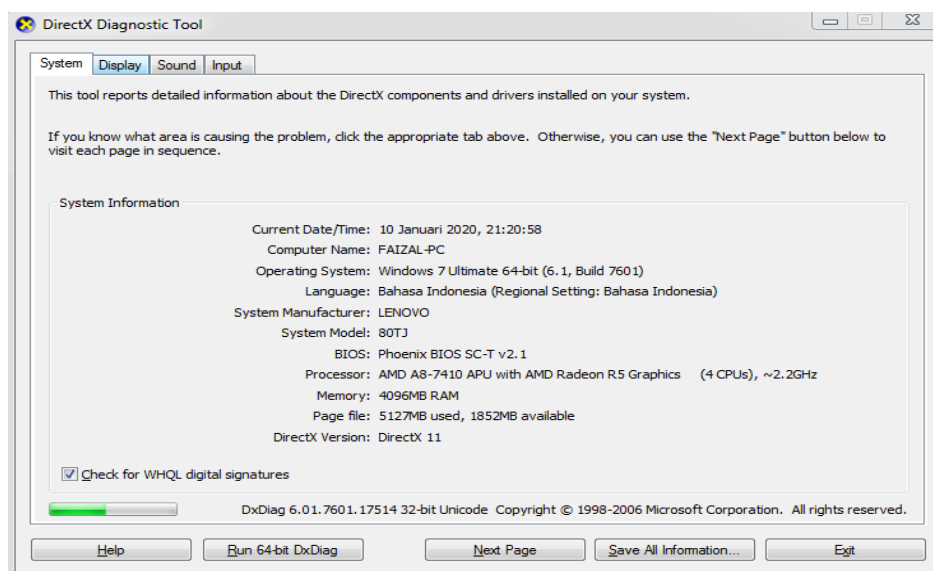 DirectX Diagnostic Tool
System Display Sound Input
This tool reports detailed information about the DirectX components and drivers installed on your system.
If you know what area is causing the problem, click the appropriate tab above.  Otherwise, you can use the "Next Page" button below to
visit each page in sequence.
System Information
Current Date/Time: 10 Januari 2020, 21:20:58
Computer Name: FAIZAL-PC
Operating System: Windows 7 Ultimate 64-bit (6.1, Build 7601)
Language: Bahasa Indonesia (Regional Setting: Bahasa Indonesia)
System Manufacturer: LENOVO
System Model: 80TJ
BIOS: Phoenix BIOS SC-T v2.1
Processor: AMD A8-7410 APU with AMD Radeon R5 Graphics (4 CPUs), ~2.2GHz
Memory: 4096MB RAM
Page file: 5127MB used, 1852MB available
DirectX Version: DirectX 11
Check for WHQL digital signatures
DxDiag 6.01.7601.17514 32-bit Unicode Copyright © 1998-2006 Microsoft Corporation. All rights reserved.
Help Run 64-bit DxDiag Next Page Save All Information... Exit